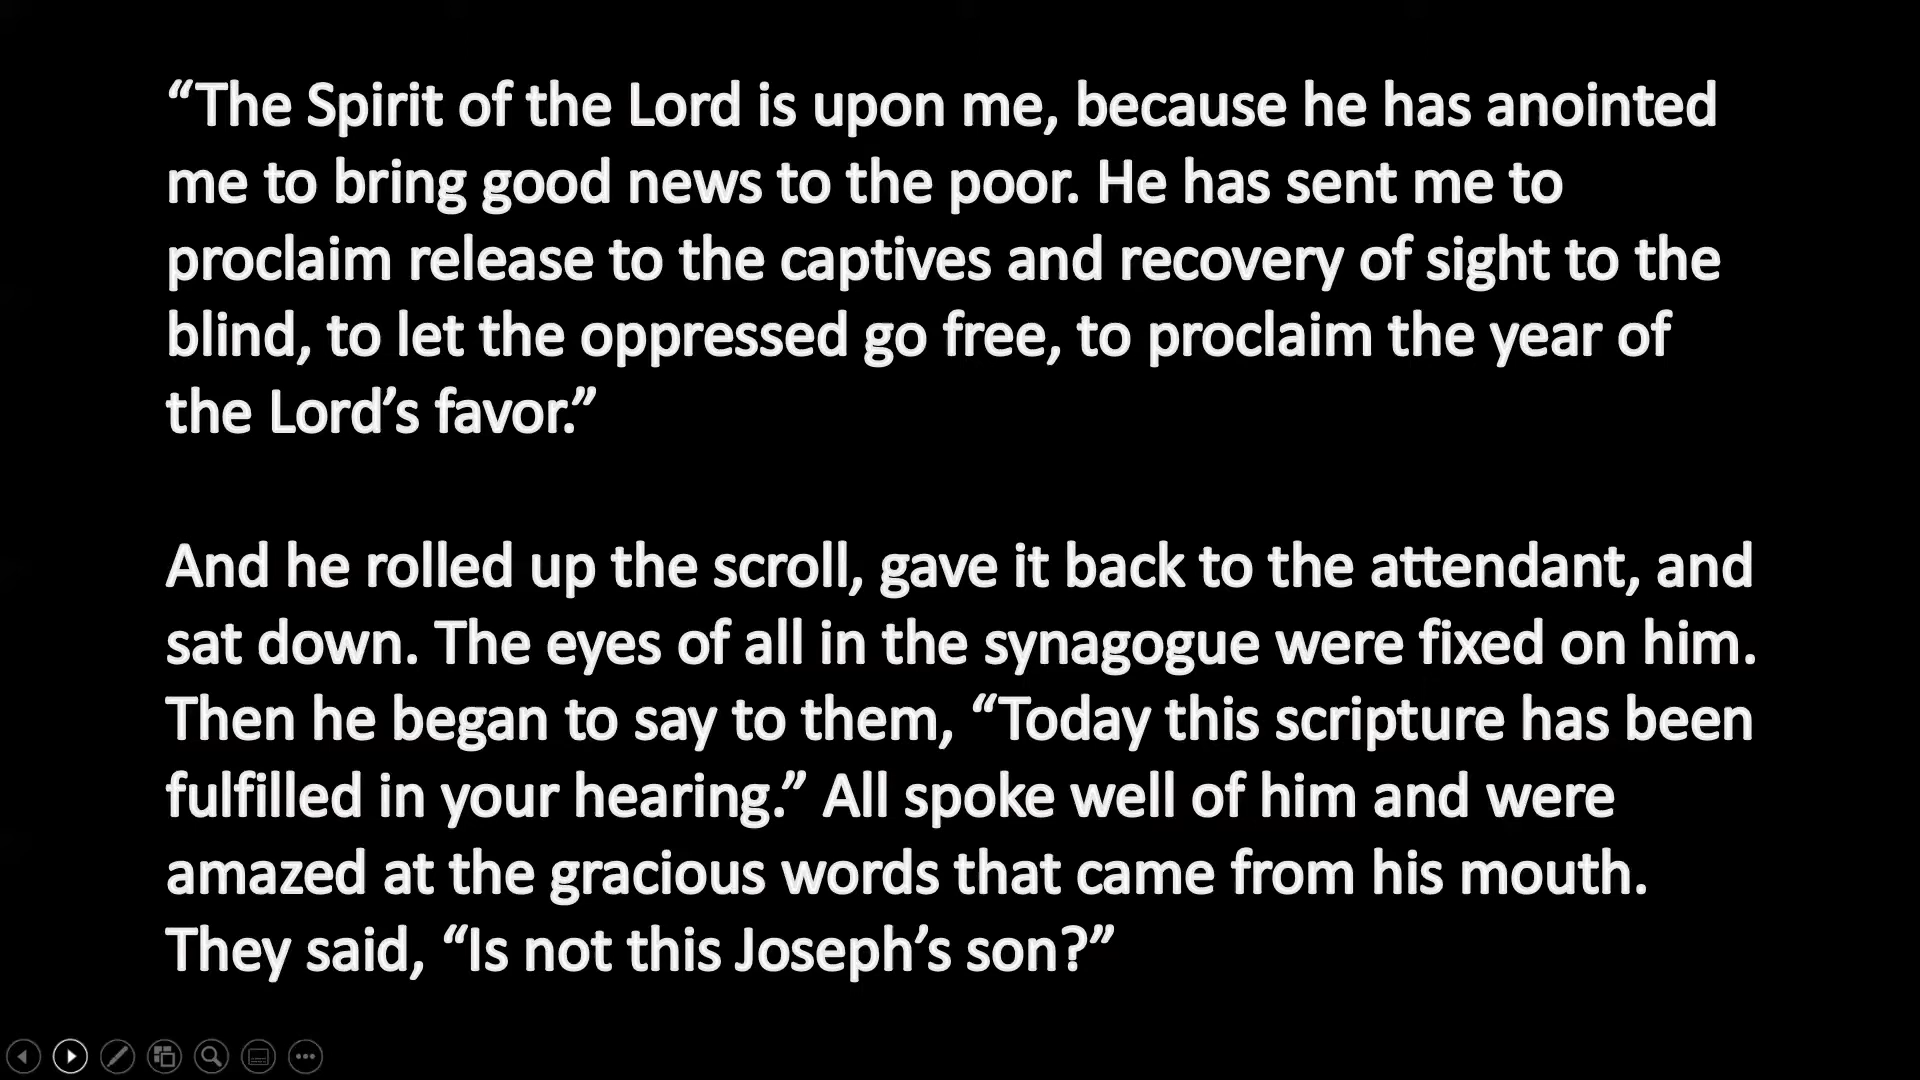 “The Spirit of the Lord is upon me, because he has anointed
me to bring good news to the poor. He has sent me to
proclaim release to the captives and recovery of sight to the
blind, to let the oppressed go free, to proclaim the year of
the Lord’s favor.”
And he rolled up the scroll, gave it back to the attendant, and
sat down. The eyes of all in the synagogue were fixed on him.
Then he began to say to them, “Today this scripture has been
fulfilled in your hearing.” All spoke well of him and were
amazed at the gracious words that came from his mouth.
They said, “Is not this Joseph’s son?”